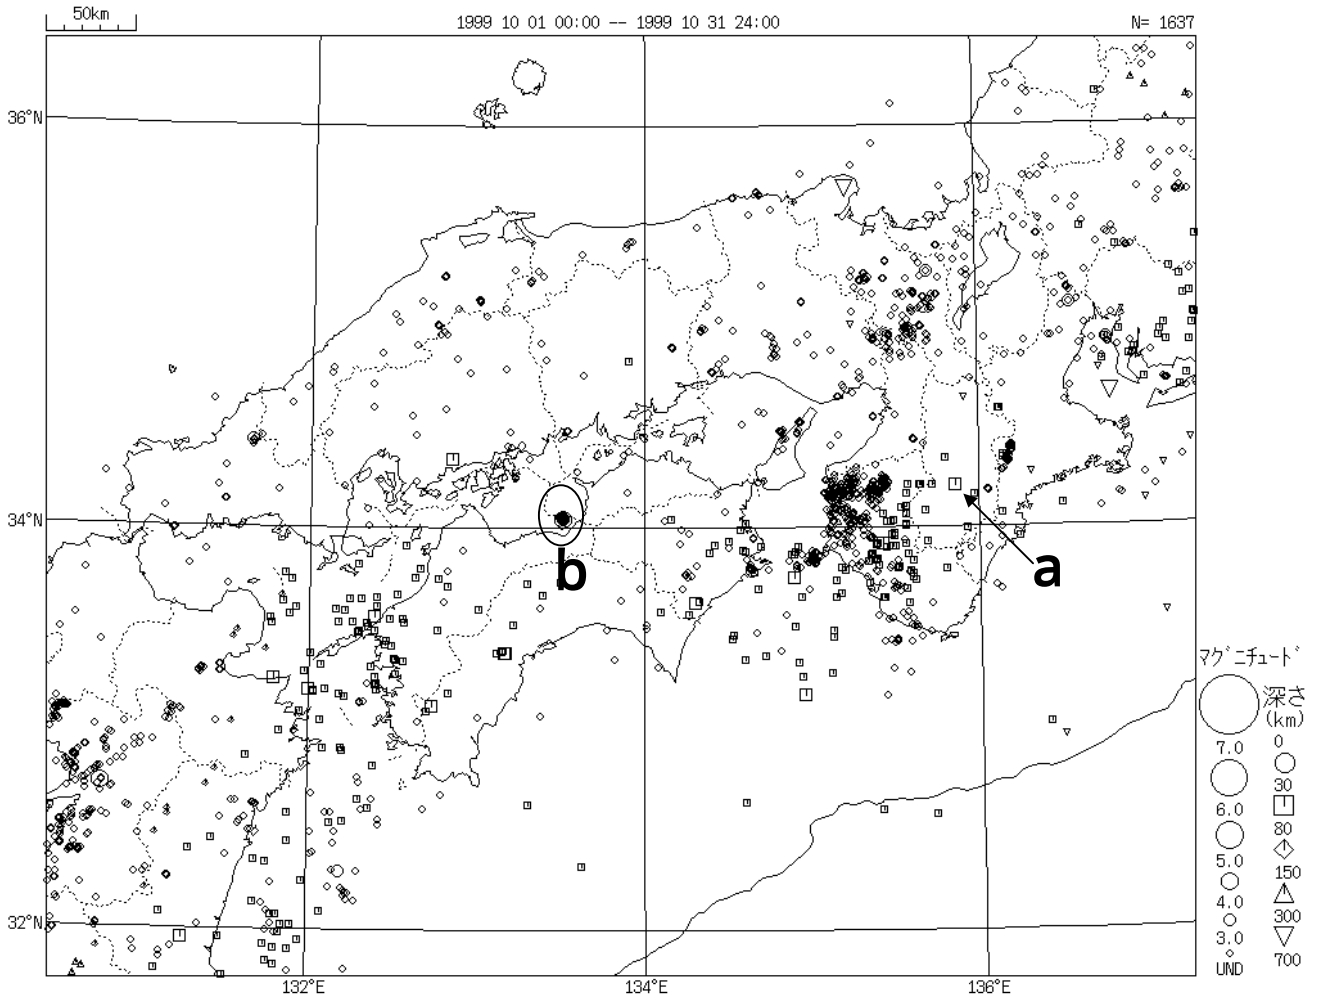 50km
1999 10 01 00:00 -- 1999 10 31 24:00
N= 1637
36°N
34°N
32°N
132°E
134°E
136°E
a
b
ﾏｸﾞﾆﾁｭｰﾄﾞ
7.0
6.0
5.0
4.0
3.0
UND
深さ
(km)
0
30
80
150
300
700